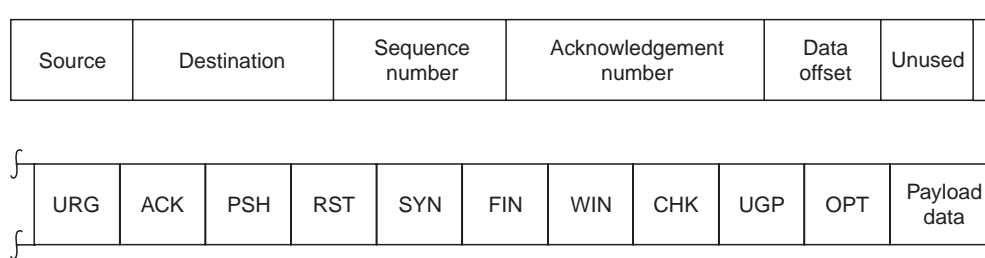 Source
Destination
Sequence
number
Acknowledgement
number
Data
offset
Unused
URG
ACK
PSH
RST
SYN
FIN
WIN
CHK
UGP
OPT
Payload
data